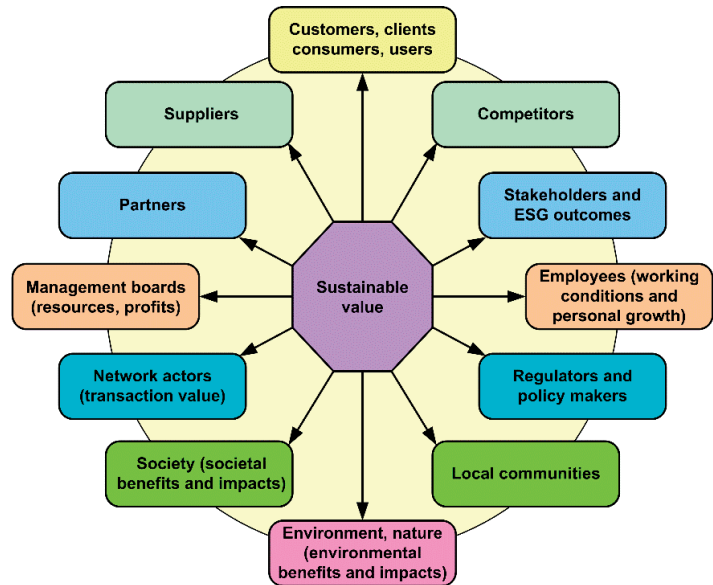 Customers, clients
consumers, users
Suppliers
Competitors
Partners
Stakeholders and
ESG outcomes
Management boards
(resources, profits)
Sustainable
value
Employees (working
conditions and
personal growth)
Network actors
(transaction value)
Regulators and
policy makers
Society (societal
benefits and impacts)
Local communities
Environment, nature
(environmental
benefits and impacts)